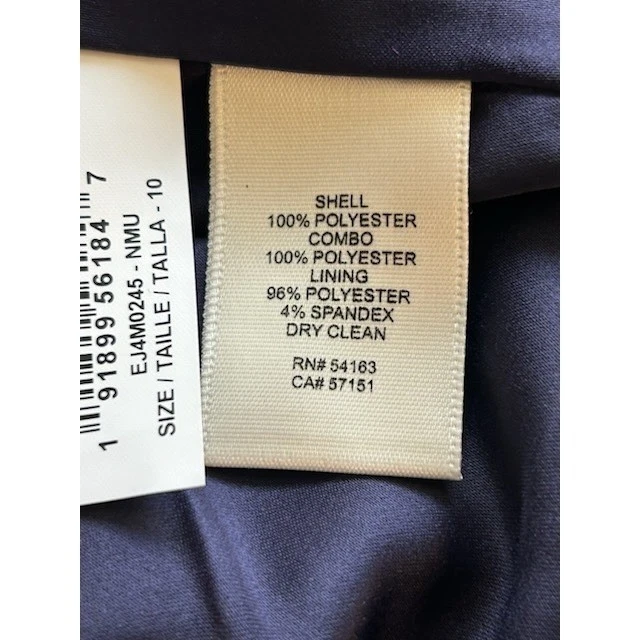 1 91899 56184 7
EJ4M0245 - NMU
SIZE / TAILLE / TALLA - 10
SHELL
100% POLYESTER
COMBO
100% POLYESTER
LINING
96% POLYESTER
4% SPANDEX
DRY CLEAN
RN# 54163
CA# 57151